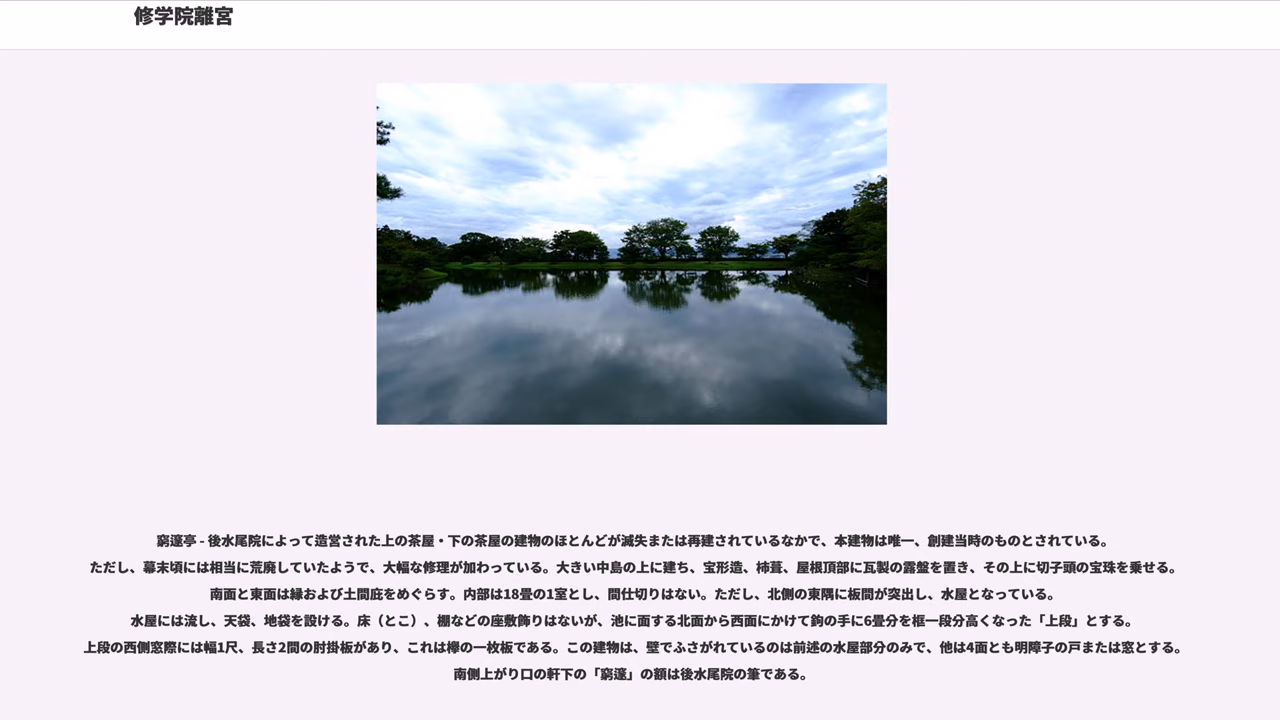 修学院離宮
窮邃亭 - 後水尾院によって造営された上の茶屋・下の茶屋の建物のほとんどが滅失または再建されているなかで、本建物は唯一、創建当時のものとされている。
ただし、幕末頃には相当に荒廃していたようで、大幅な修理が加わっている。大きい中島の上に建ち、宝形造、杮葺、屋根頂部に瓦製の露盤を置き、その上に切子頭の宝珠を乗せる。
南面と東面は縁および土間庇をめぐらす。内部は18畳の1室とし、間仕切りはない。ただし、北側の東隅に板間が突出し、水屋となっている。
水屋には流し、天袋、地袋を設ける。床（とこ）、棚などの座敷飾りはないが、池に面する北面から西面にかけて鉤の手に6畳分を框一段分高くなった「上段」とする。
上段の西側窓際には幅1尺、長さ2間の肘掛板があり、これは欅の一枚板である。この建物は、壁でふさがれているのは前述の水屋部分のみで、他は4面とも明障子の戸または窓とする。
南側上がり口の軒下の「窮邃」の額は後水尾院の筆である。